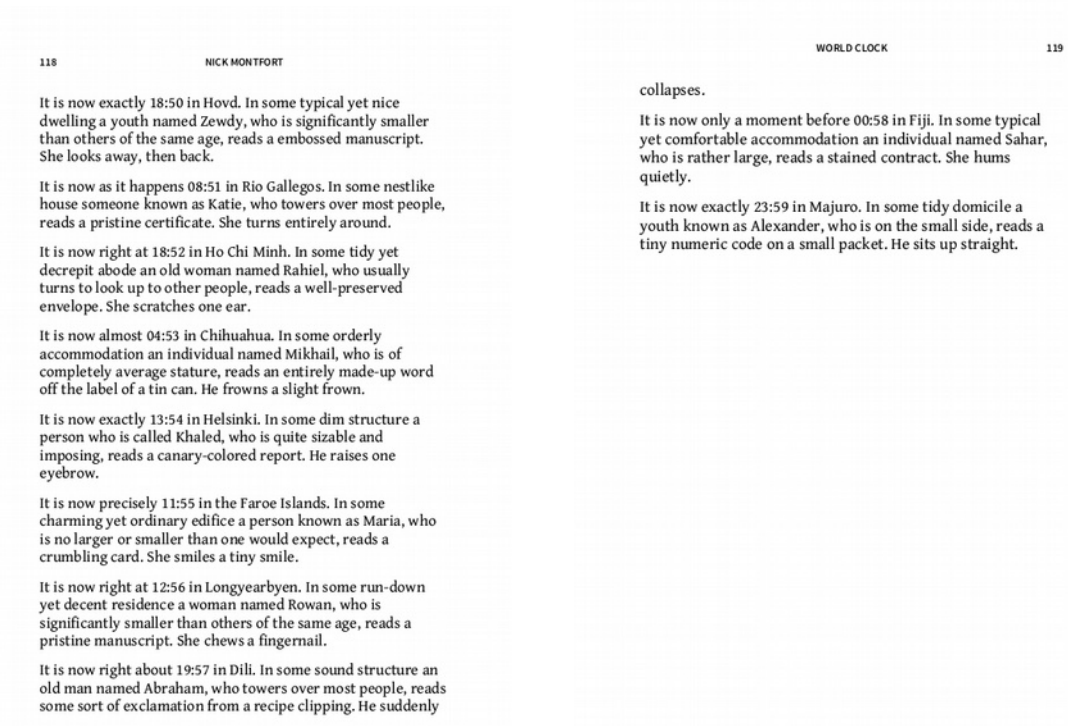 118 NICK MONTFORT
It is now exactly 18:50 in Hovd. In some typical yet nice
dwelling a youth named Zewdy, who is significantly smaller
than others of the same age, reads a embossed manuscript.
She looks away, then back.
It is now as it happens 08:51 in Rio Gallegos. In some nestlike
house someone known as Katie, who towers over most people,
reads a pristine certificate. She turns entirely around.
It is now right at 18:52 in Ho Chi Minh. In some tidy yet
decrepit abode an old woman named Rahiel, who usually
turns to look up to other people, reads a well-preserved
envelope. She scratches one ear.
It is now almost 04:53 in Chihuahua. In some orderly
accommodation an individual named Mikhail, who is of
completely average stature, reads an entirely made-up word
off the label of a tin can. He frowns a slight frown.
It is now exactly 13:54 in Helsinki. In some dim structure a
person who is called Khaled, who is quite sizable and
imposing, reads a canary-colored report. He raises one
eyebrow.
It is now precisely 11:55 in the Faroe Islands. In some
charming yet ordinary edifice a person known as Maria, who
is no larger or smaller than one would expect, reads a
crumbling card. She smiles a tiny smile.
It is now right at 12:56 in Longyearbyen. In some run-down
yet decent residence a woman named Rowan, who is
significantly smaller than others of the same age, reads a
pristine manuscript. She chews a fingernail.
It is now right about 19:57 in Dili. In some sound structure an
old man named Abraham, who towers over most people, reads
some sort of exclamation from a recipe clipping. He suddenly
WORLD CLOCK 119
collapses.
It is now only a moment before 00:58 in Fiji. In some typical
yet comfortable accommodation an individual named Sahar,
who is rather large, reads a stained contract. She hums
quietly.
It is now exactly 23:59 in Majuro. In some tidy domicile a
youth known as Alexander, who is on the small side, reads a
tiny numeric code on a small packet. He sits up straight.